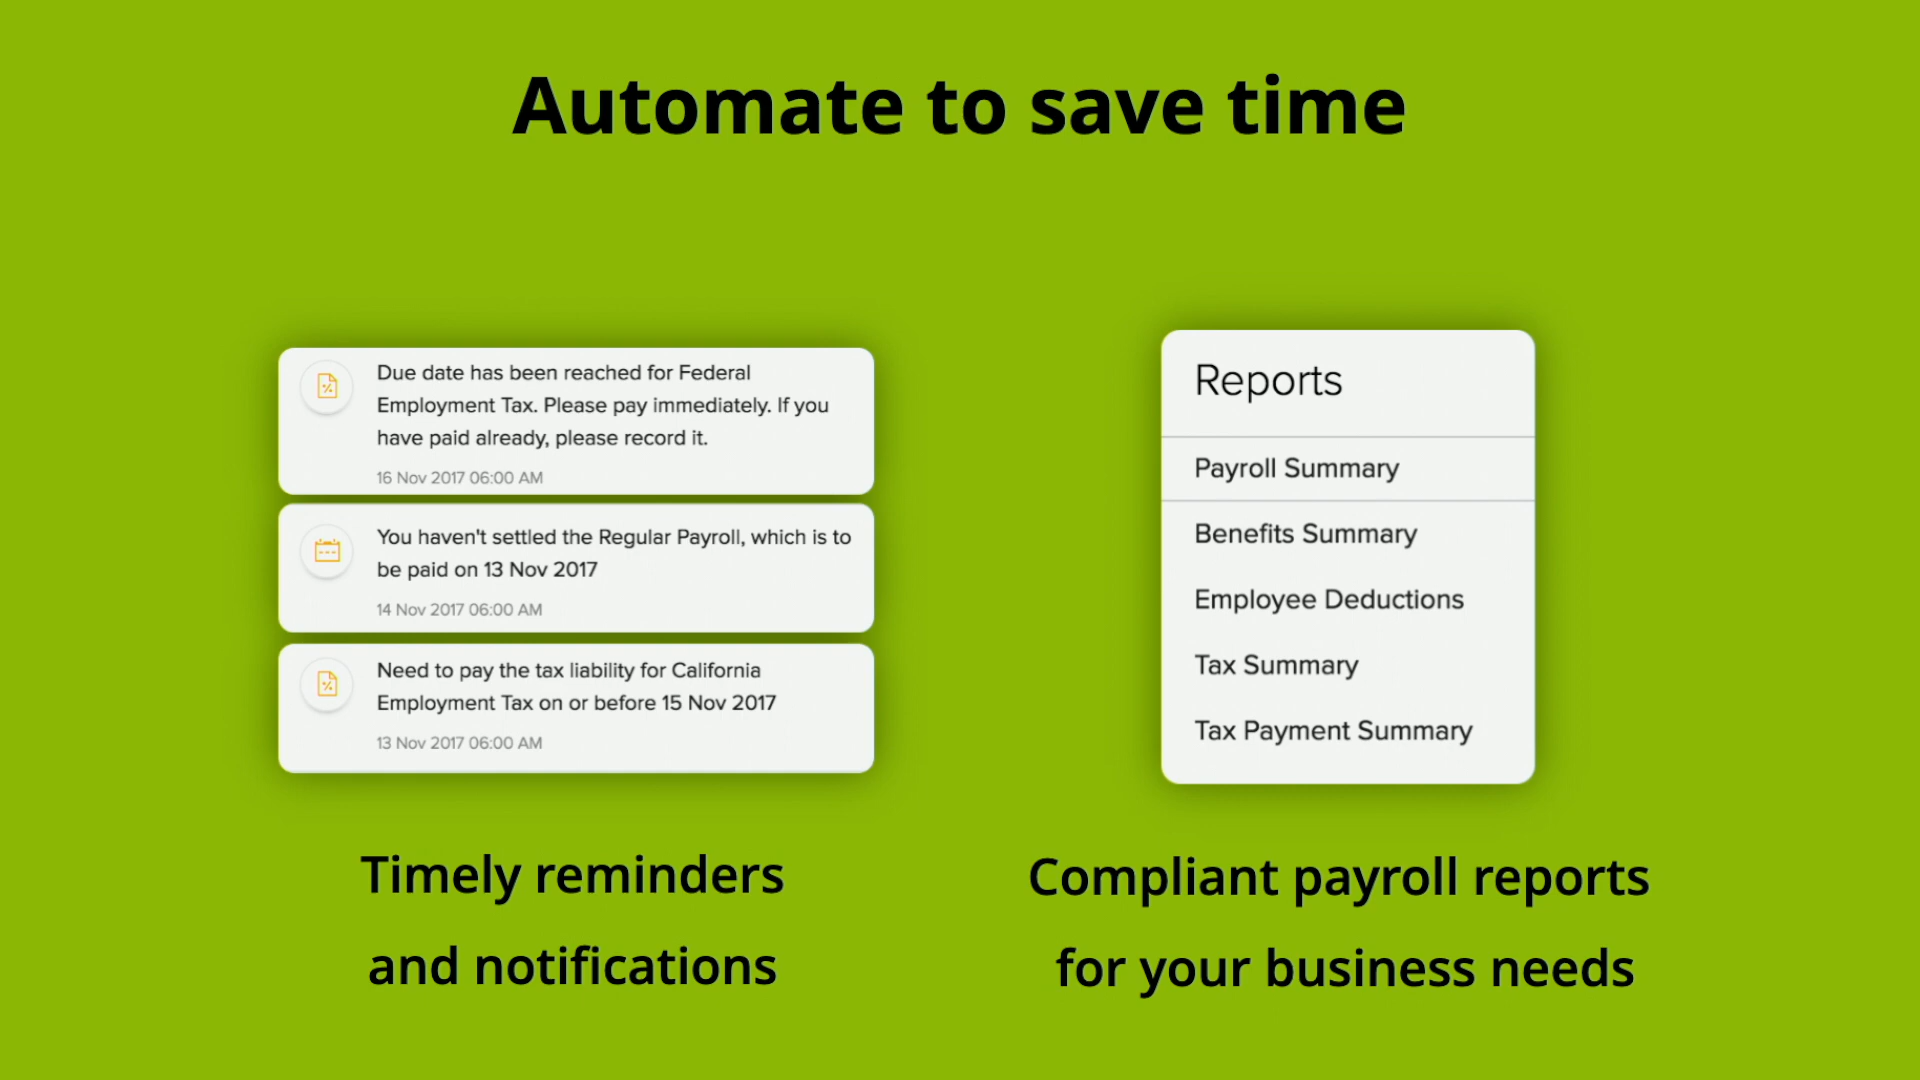 Automate to save time
Due date has been reached for Federal
Employment Tax. Please pay immediately. If you
have paid already, please record it.
16 Nov 2017 06:00 AM
You haven't settled the Regular Payroll, which is to
be paid on 13 Nov 2017
14 Nov 2017 06:00 AM
Need to pay the tax liability for California
Employment Tax on or before 15 Nov 2017
13 Nov 2017 06:00 AM
Timely reminders
and notifications
Reports
Payroll Summary
Benefits Summary
Employee Deductions
Tax Summary
Tax Payment Summary
Compliant payroll reports
for your business needs